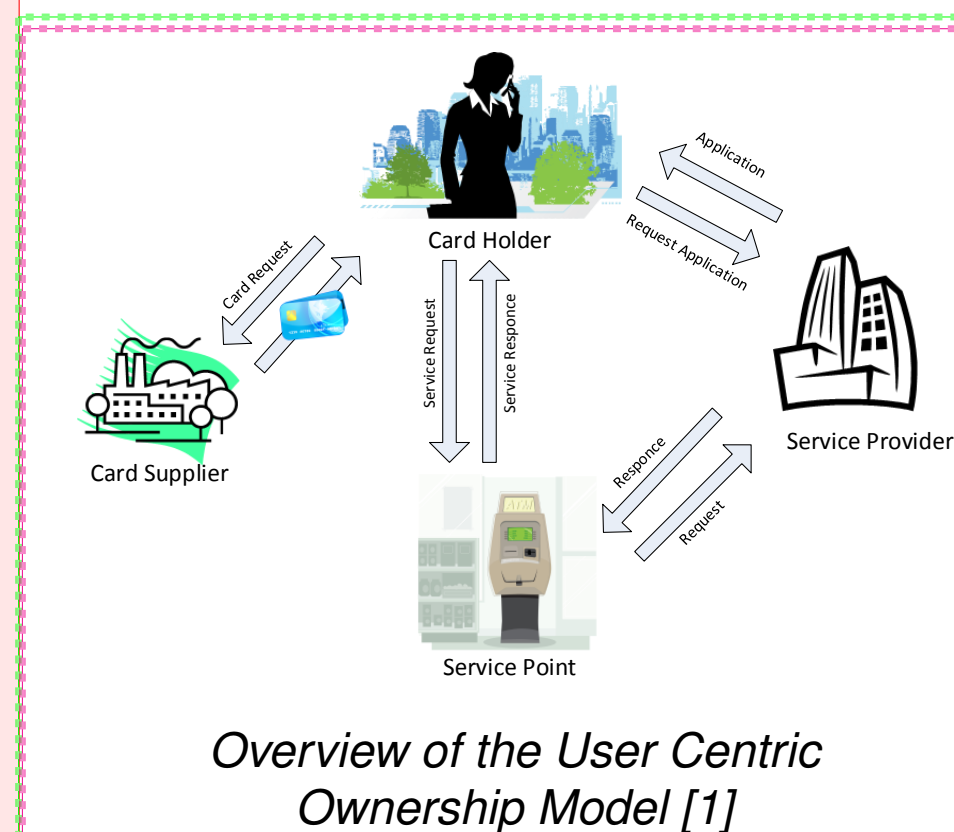 Card Holder
Application
Request Application
Card Request
Service Request
Service Responce
Service Provider
Card Supplier
Responce
Request
ATM
Service Point
Overview of the User Centric
Ownership Model [1]